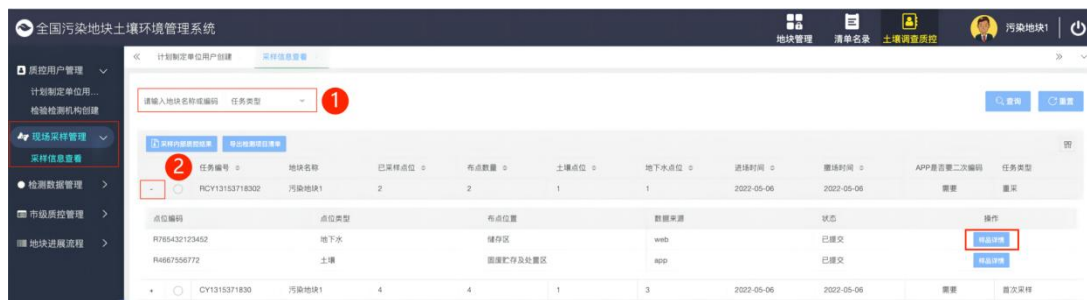 全国污染地块土壤环境管理系统
地块管理 清单名录 土壤调查质控 污染地块1
质控用户管理
计划制定单位用...
检验检测机构创建
现场采样管理
采样信息查看
检测数据管理
市级质控管理
地块进展流程
计划制定单位用户创建 采样信息查看
请输入地块名称或编码 任务类型 1 查询 重置
采样内部质控结果 导出检测项目清单
2 任务编号 地块名称 已采样点位 布点数量 土壤点位 地下水点位 进场时间 撤场时间 APP是否要二次编码 任务类型
RCY13153718302 污染地块1 2 2 1 1 2022-05-06 2022-05-06 需要 重采
点位编码 点位类型 布点位置 数据来源 状态 操作
R765432123452 地下水 储存区 web 已提交 样品详情
R4667556772 土壤 固废贮存及处置区 app 已提交 样品详情
CY1315371830 污染地块1 4 4 1 3 2022-05-06 2022-05-06 需要 首次采样